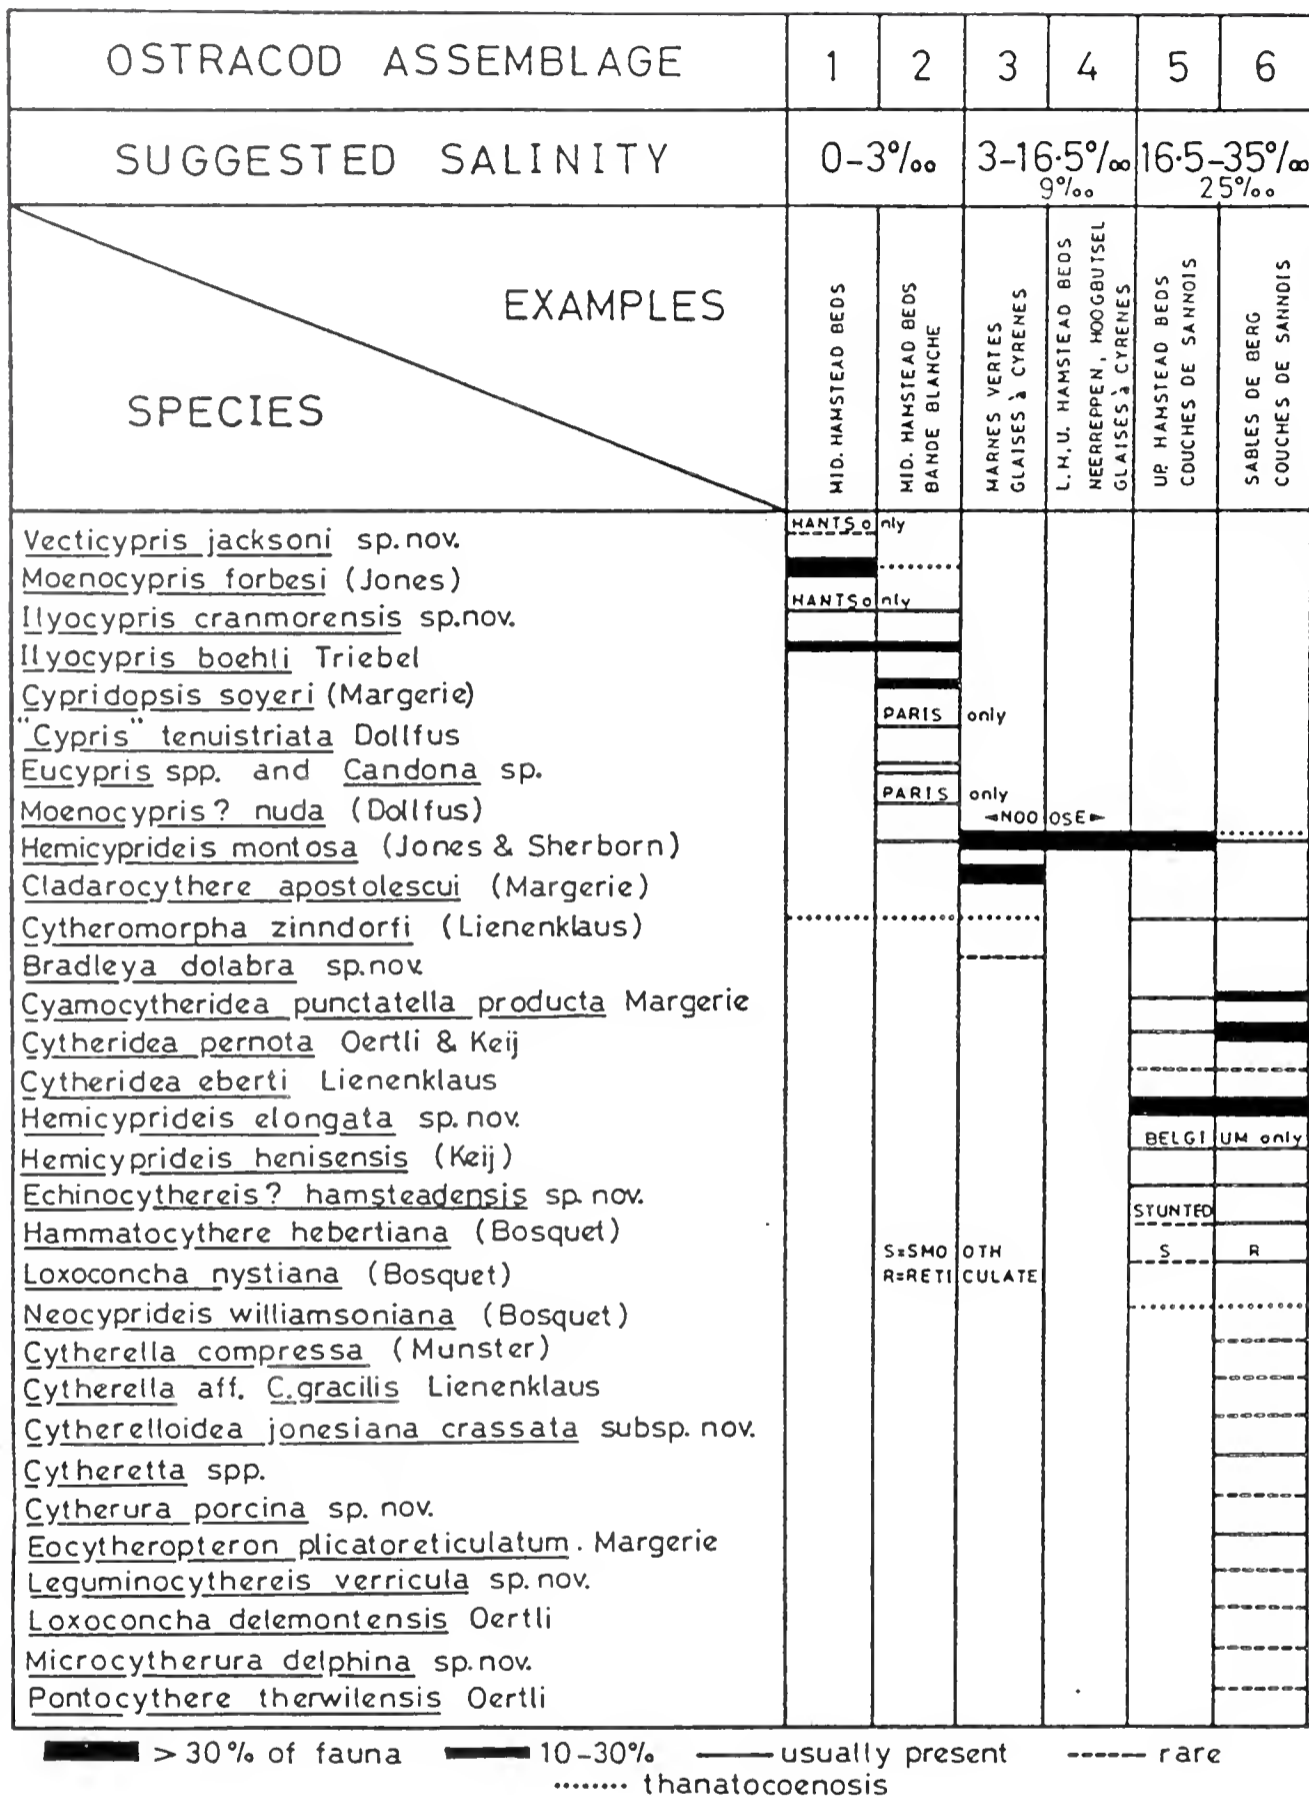 OSTRACOD ASSEMBLAGE 1 2 3 4 5 6
SUGGESTED SALINITY 0-3‰ 3-16·5‰ 16·5-35‰
9‰ 25‰
EXAMPLES
SPECIES
MID. HAMSTEAD BEDS
MID. HAMSTEAD BEDS
BANDE BLANCHE
MARNES VERTES
GLAISES à CYRENES
L.H,U. HAMSTEAD BEDS
NEERREPPEN, HOOGBUTSEL
GLAISES à CYRENES
UP. HAMSTEAD BEDS
COUCHES DE SANNOIS
SABLES DE BERG
COUCHES DE SANNOIS
HANTS only
Vecticypris jacksoni sp.nov.
Moenocypris forbesi (Jones)
HANTS only
Ilyocypris cranmorensis sp.nov.
Ilyocypris boehli Triebel
Cypridopsis soyeri (Margerie)
PARIS only
"Cypris" tenuistriata Dollfus
Eucypris spp. and Candona sp.
PARIS only
Moenocypris? nuda (Dollfus)
◄NODOSE►
Hemicyprideis montosa (Jones & Sherborn)
Cladarocythere apostolescui (Margerie)
Cytheromorpha zinndorfi (Lienenklaus)
Bradleya dolabra sp.nov.
Cyamocytheridea punctatella producta Margerie
Cytheridea pernota Oertli & Keij
Cytheridea eberti Lienenklaus
Hemicyprideis elongata sp.nov.
BELGIUM only
Hemicyprideis henisensis (Keij)
Echinocythereis? hamsteadensis sp. nov.
STUNTED
Hammatocythere hebertiana (Bosquet)
S=SMOOTH S R
Loxoconcha nystiana (Bosquet) R=RETICULATE
Neocyprideis williamsoniana (Bosquet)
Cytherella compressa (Munster)
Cytherella aff. C.gracilis Lienenklaus
Cytherelloidea jonesiana crassata subsp. nov.
Cytheretta spp.
Cytherura porcina sp. nov.
Eocytheropteron plicatoreticulatum. Margerie
Leguminocythereis verricula sp.nov.
Loxoconcha delemontensis Oertli
Microcytherura delphina sp.nov.
Pontocythere therwilensis Oertli
> 30% of fauna 10-30% usually present rare
thanatocoenosis